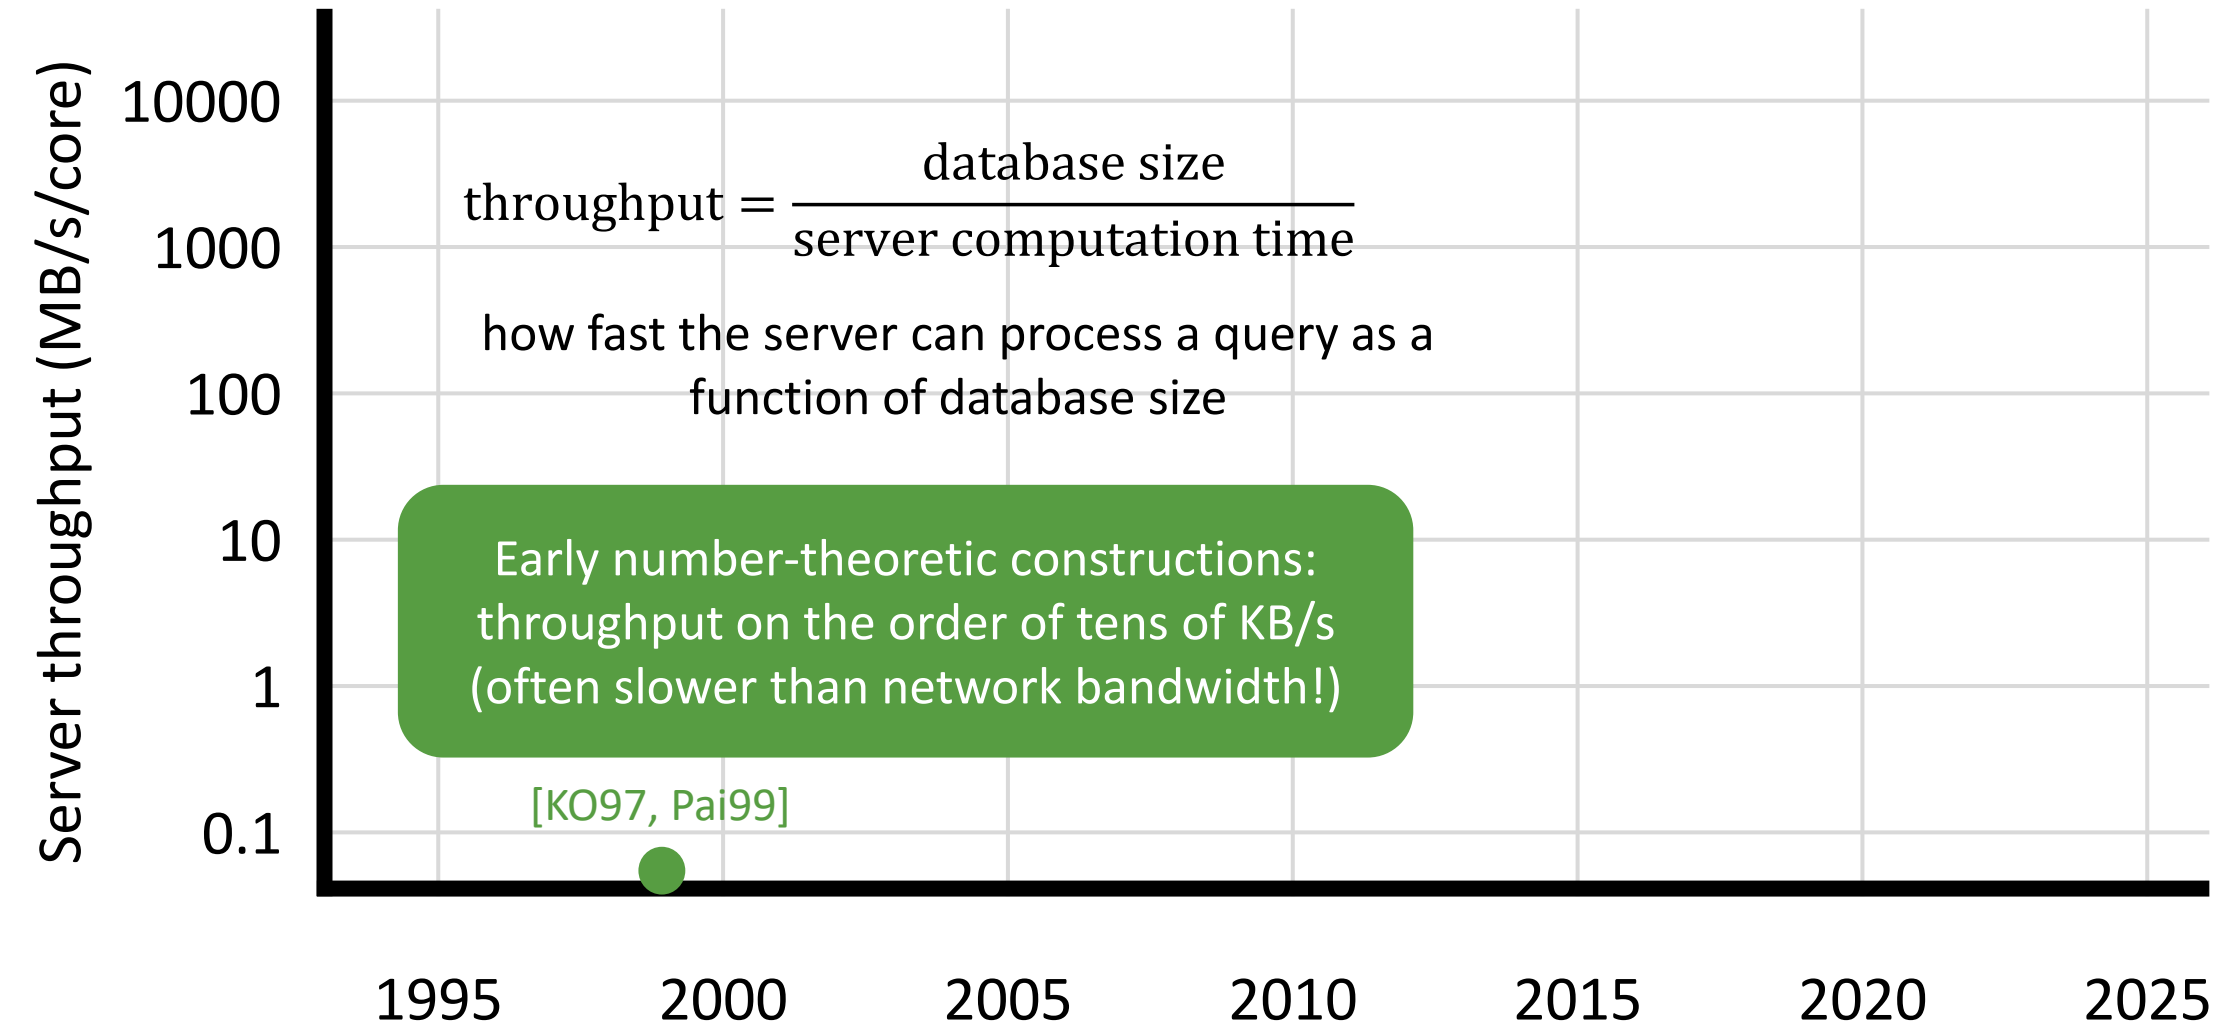 Server throughput (MB/s/core)
10000
1000
100
10
1
0.1
throughput = database size / server computation time
how fast the server can process a query as a
function of database size
Early number-theoretic constructions:
throughput on the order of tens of KB/s
(often slower than network bandwidth!)
[KO97, Pai99]
1995 2000 2005 2010 2015 2020 2025